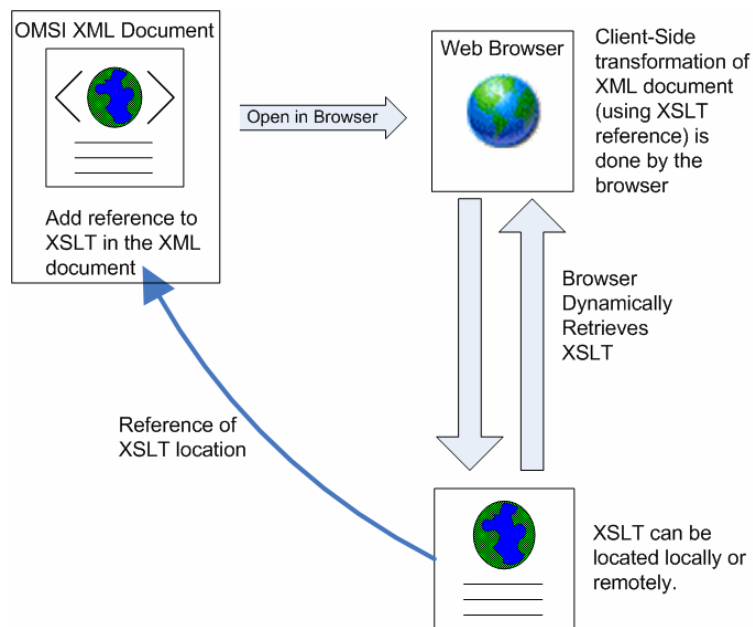 OMSI XML Document
Add reference to
XSLT in the XML
document
Open in Browser
Web Browser
Client-Side
transformation of
XML document
(using XSLT
reference) is
done by the
browser
Browser
Dynamically
Retrieves
XSLT
Reference of
XSLT location
XSLT can be
located locally or
remotely.